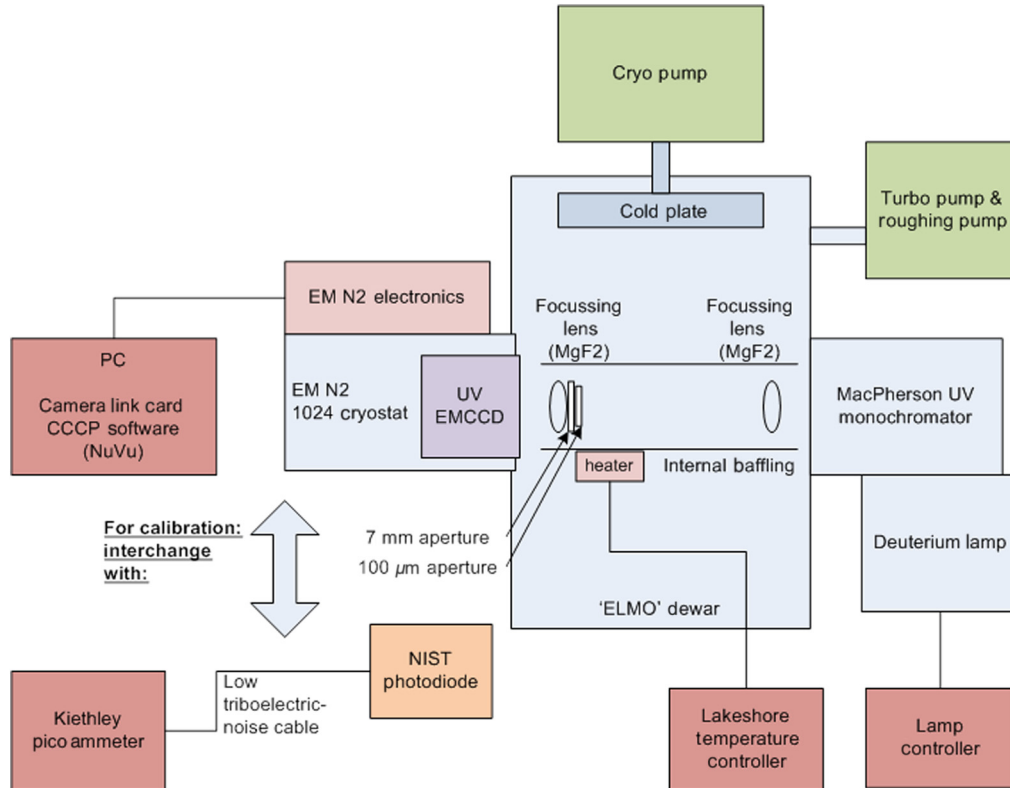 Cryo pump
Turbo pump &
roughing pump
Cold plate
EM N2 electronics
Focussing
lens
(MgF2)
Focussing
lens
(MgF2)
PC
Camera link card
CCCP software
(NuVu)
EM N2
1024 cryostat
UV
EMCCD
MacPherson UV
monochromator
heater
Internal baffling
For calibration:
interchange
with:
7 mm aperture
100 µm aperture
Deuterium lamp
'ELMO' dewar
NIST
photodiode
Low
triboelectric-
noise cable
Kiethley
pico ammeter
Lakeshore
temperature
controller
Lamp
controller